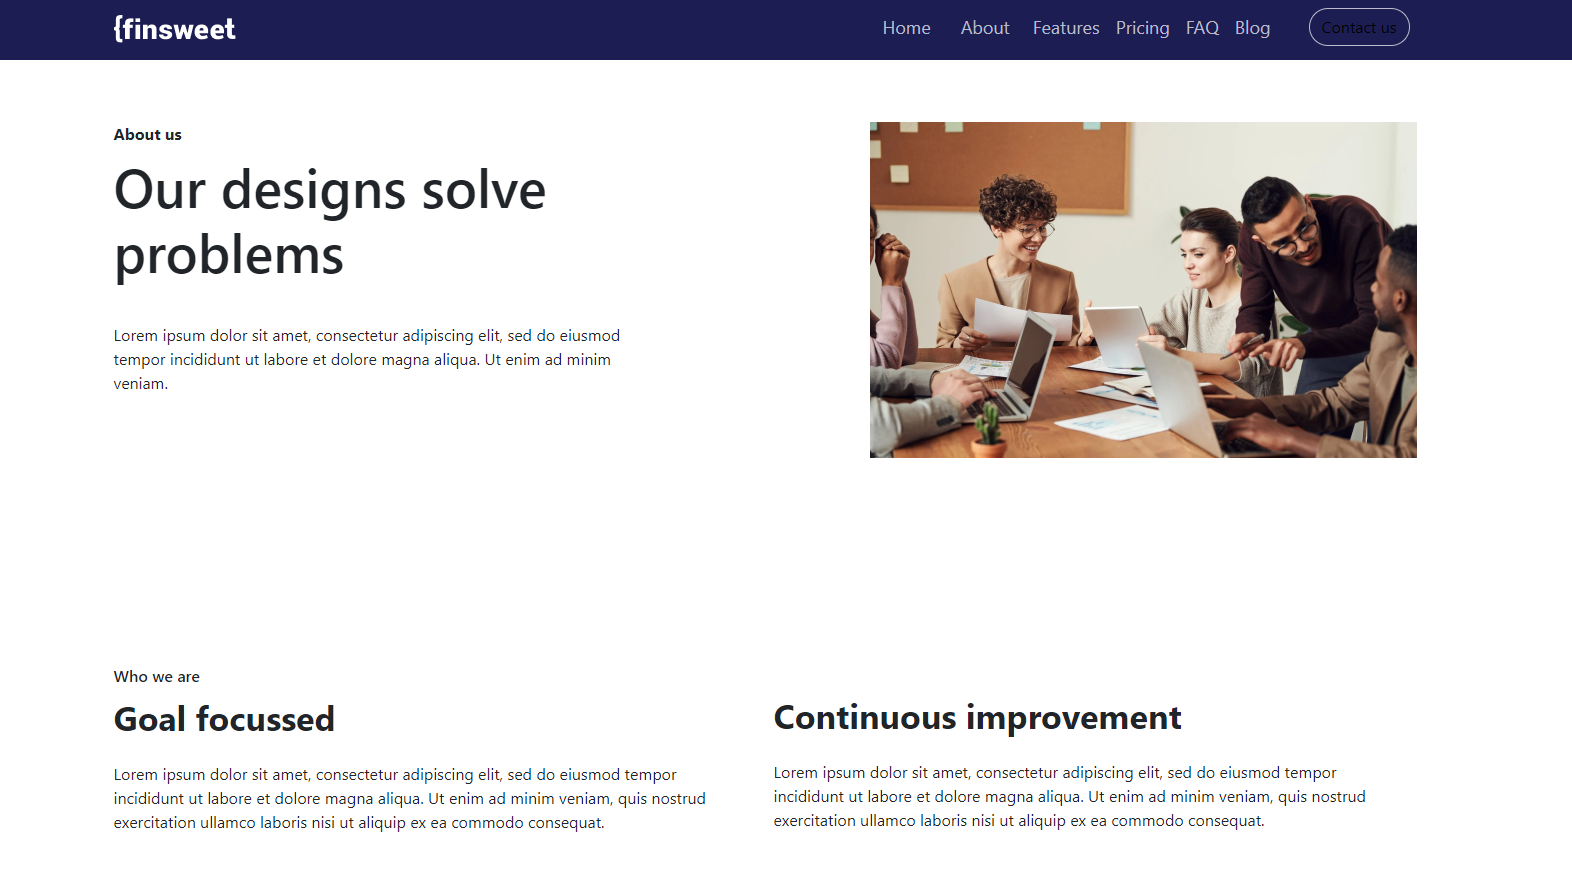 {finsweet
Home About Features Pricing FAQ Blog Contact us
About us
Our designs solve
problems
Lorem ipsum dolor sit amet, consectetur adipiscing elit, sed do eiusmod
tempor incididunt ut labore et dolore magna aliqua. Ut enim ad minim
veniam.
Who we are
Goal focussed
Lorem ipsum dolor sit amet, consectetur adipiscing elit, sed do eiusmod tempor
incididunt ut labore et dolore magna aliqua. Ut enim ad minim veniam, quis nostrud
exercitation ullamco laboris nisi ut aliquip ex ea commodo consequat.
Continuous improvement
Lorem ipsum dolor sit amet, consectetur adipiscing elit, sed do eiusmod tempor
incididunt ut labore et dolore magna aliqua. Ut enim ad minim veniam, quis nostrud
exercitation ullamco laboris nisi ut aliquip ex ea commodo consequat.